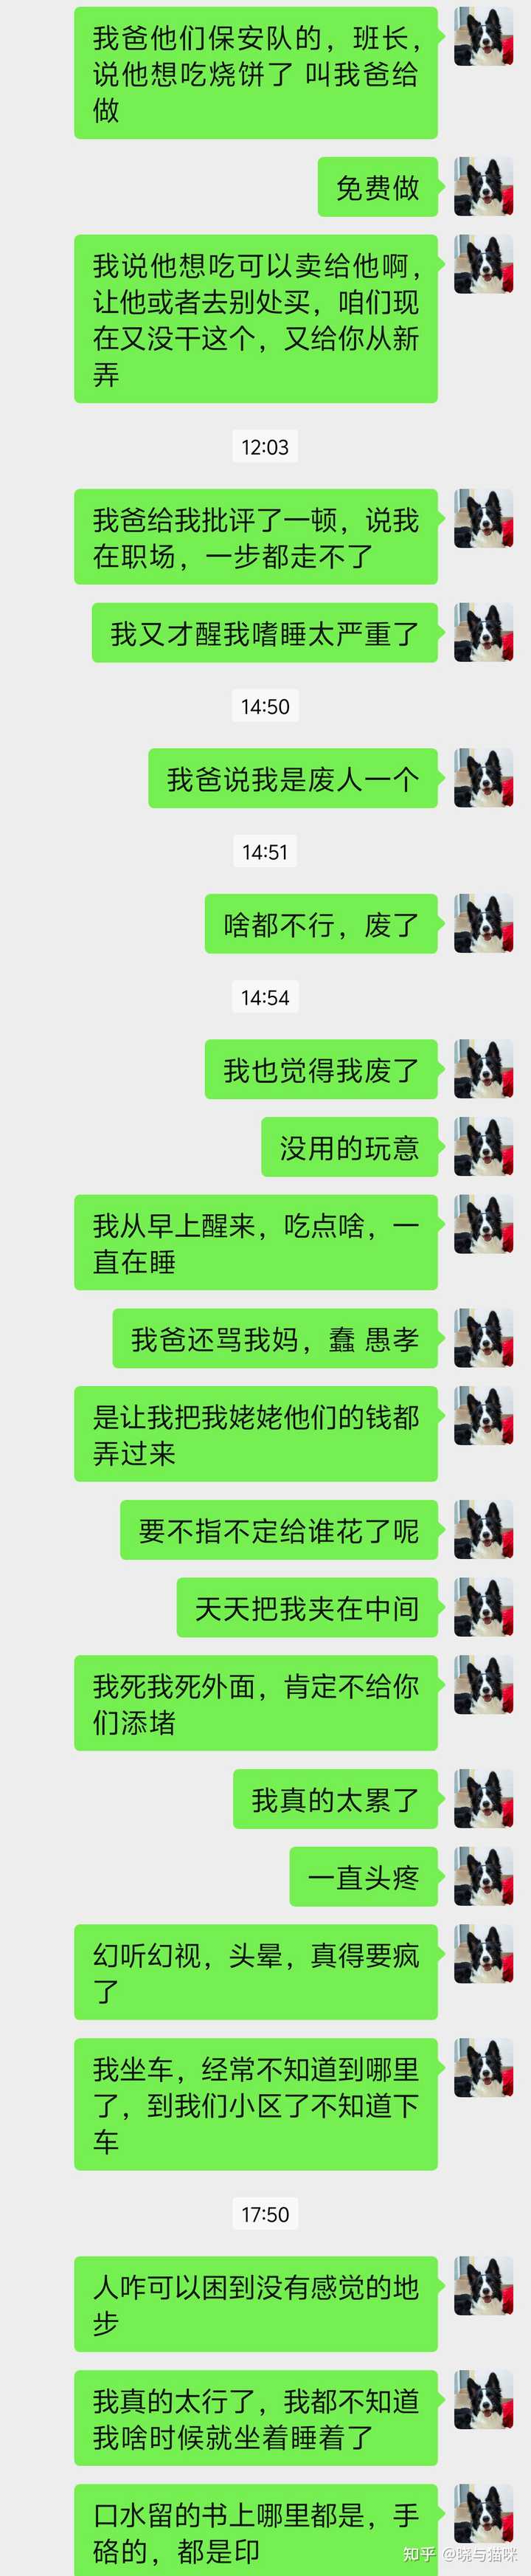 我爸他们保安队的，班长，
说他想吃烧饼了 叫我爸给
做
免费做
我说他想吃可以卖给他啊，
让他或者去别处买，咱们现
在又没干这个，又给你从新
弄
12:03
我爸给我批评了一顿，说我
在职场，一步都走不了
我又才醒我嗜睡太严重了
14:50
我爸说我是废人一个
14:51
啥都不行，废了
14:54
我也觉得我废了
没用的玩意
我从早上醒来，吃点啥，一
直在睡
我爸还骂我妈，蠢 愚孝
是让我把我姥姥他们的钱都
弄过来
要不指不定给谁花了呢
天天把我夹在中间
我死我死外面，肯定不给你
们添堵
我真的太累了
一直头疼
幻听幻视，头晕，真得要疯
了
我坐车，经常不知道到哪里
了，到我们小区了不知道下
车
17:50
人咋可以困到没有感觉的地
步
我真的太行了，我都不知道
我啥时候就坐着睡着了
口水留的书上哪里都是，手
硌的，都是印
知乎 @晓与猫咪